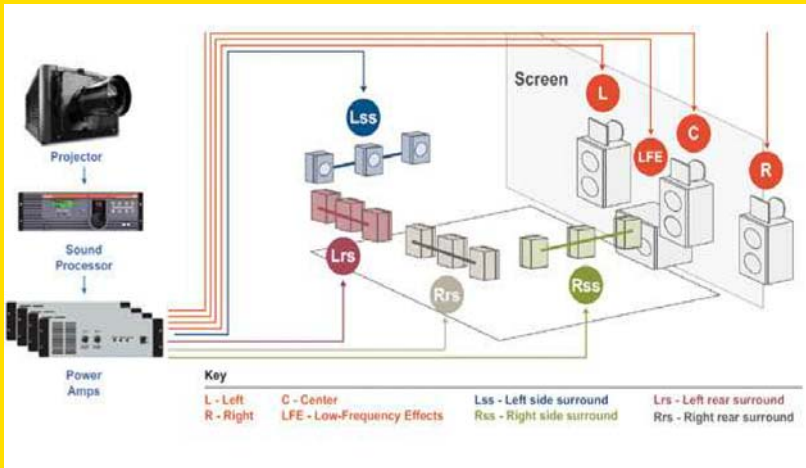 Screen
L
C
LFE
R
Lss
Projector
Sound
Processor
Lrs
Rrs
Rss
Power
Amps
Key
L - Left C - Center Lss - Left side surround Lrs - Left rear surround
R - Right LFE - Low-Frequency Effects Rss - Right side surround Rrs - Right rear surround